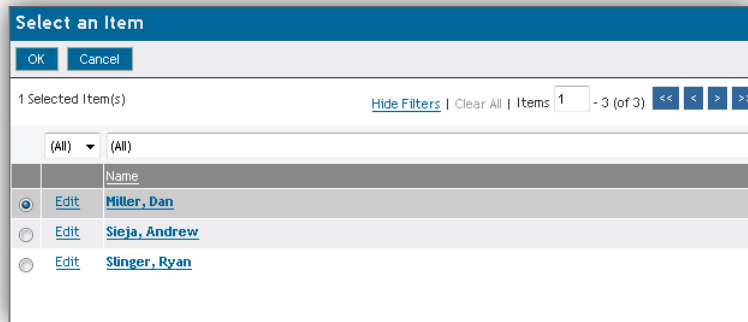 Select an Item
OK Cancel
1 Selected Item(s) Hide Filters | Clear All | Items 1 - 3 (of 3) << < > >>
(All) (All)
Name
Edit Miller, Dan
Edit Sieja, Andrew
Edit Slinger, Ryan